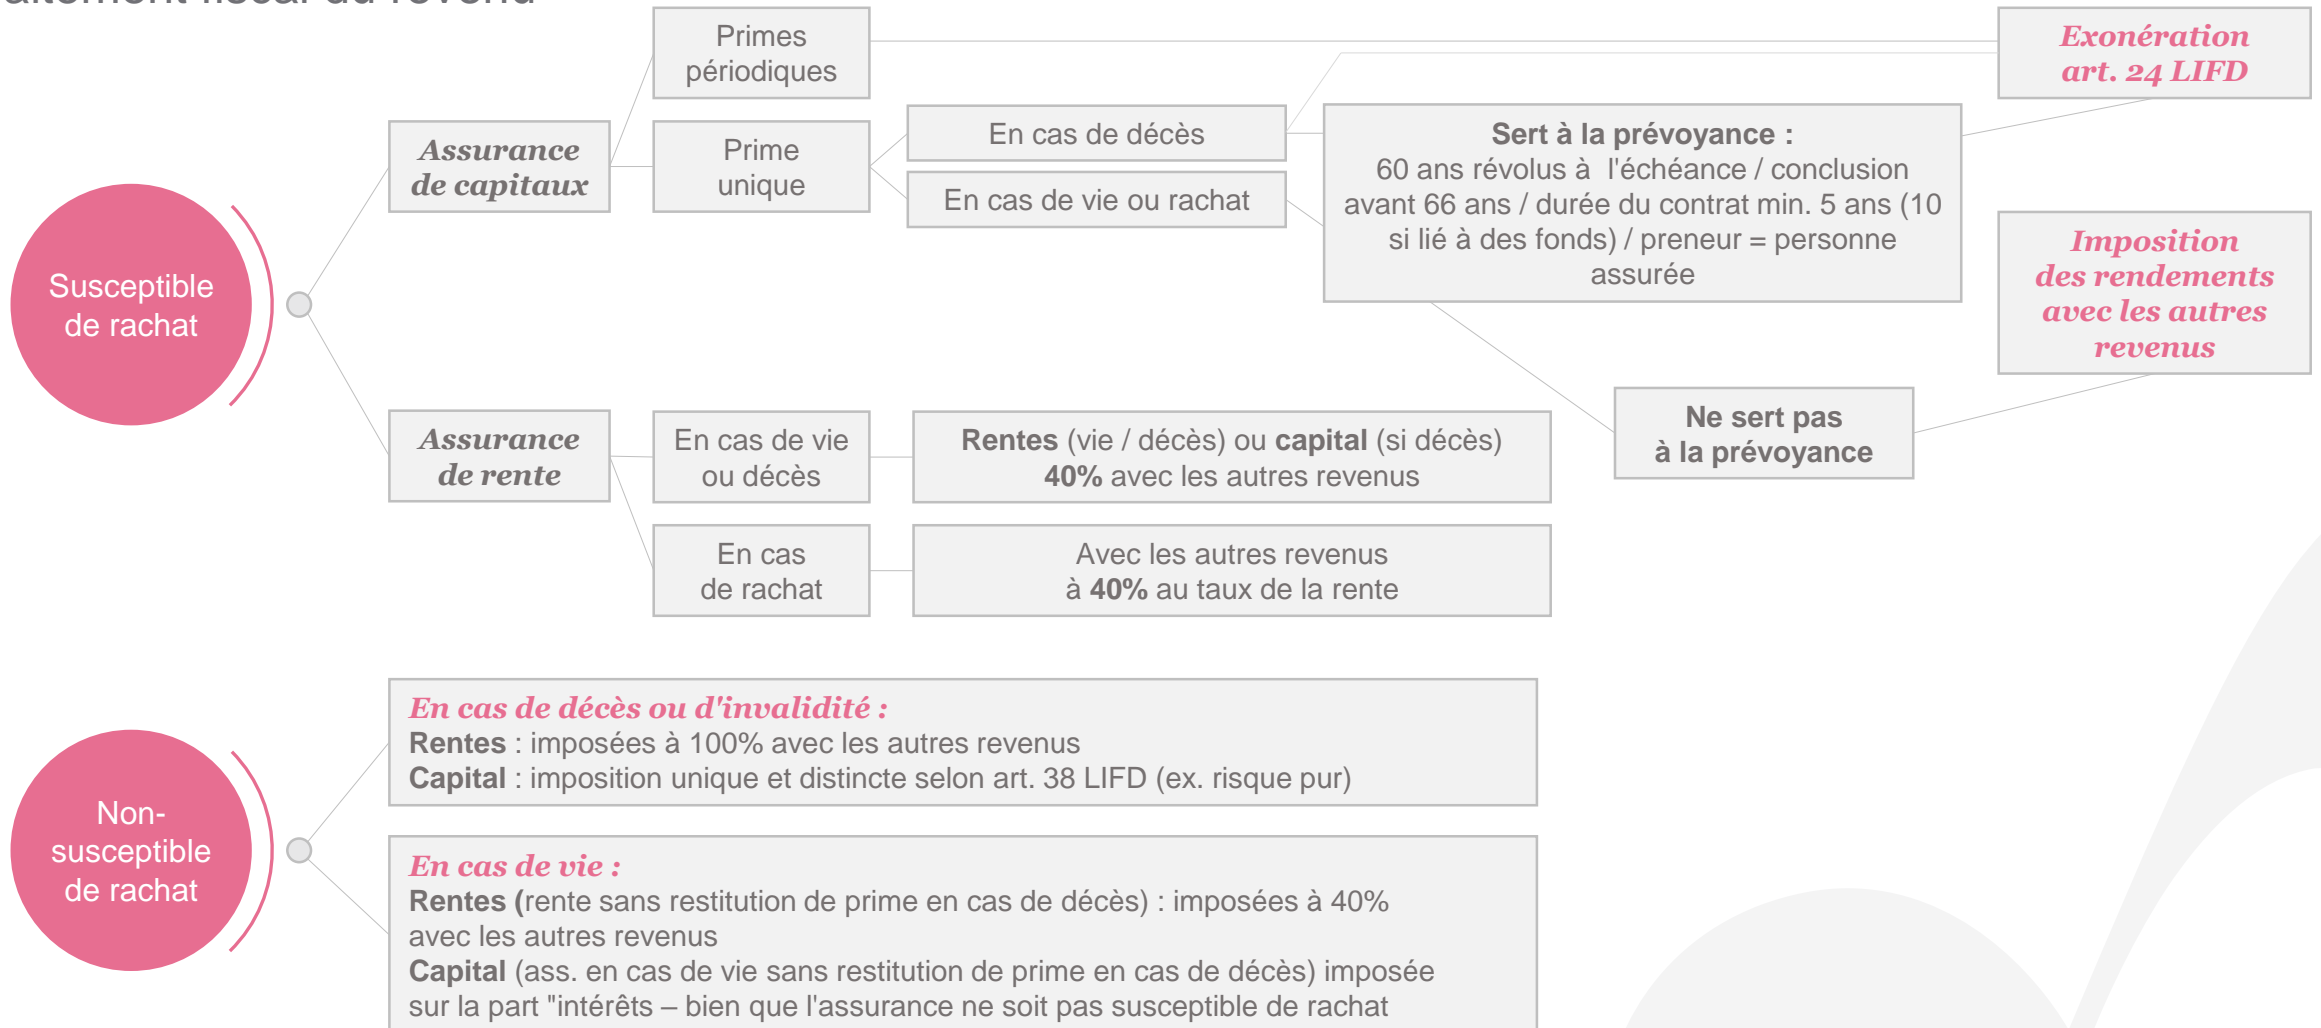 aitement fiscal du revenu
Primes
périodiques
Exonération
art. 24 LIFD
Assurance
de capitaux
Prime
unique
En cas de décès
En cas de vie ou rachat
Sert à la prévoyance :
60 ans révolus à  l'échéance / conclusion
avant 66 ans / durée du contrat min. 5 ans (10
si lié à des fonds) / preneur = personne
assurée
Imposition
des rendements
avec les autres
revenus
Susceptible
de rachat
Ne sert pas
à la prévoyance
Assurance
de rente
En cas de vie
ou décès
Rentes (vie / décès) ou capital (si décès)
40% avec les autres revenus
En cas
de rachat
Avec les autres revenus
à 40% au taux de la rente
Non-
susceptible
de rachat
En cas de décès ou d'invalidité :
Rentes : imposées à 100% avec les autres revenus
Capital : imposition unique et distincte selon art. 38 LIFD (ex. risque pur)
En cas de vie :
Rentes (rente sans restitution de prime en cas de décès) : imposées à 40%
avec les autres revenus
Capital (ass. en cas de vie sans restitution de prime en cas de décès) imposée
sur la part "intérêts – bien que l'assurance ne soit pas susceptible de rachat